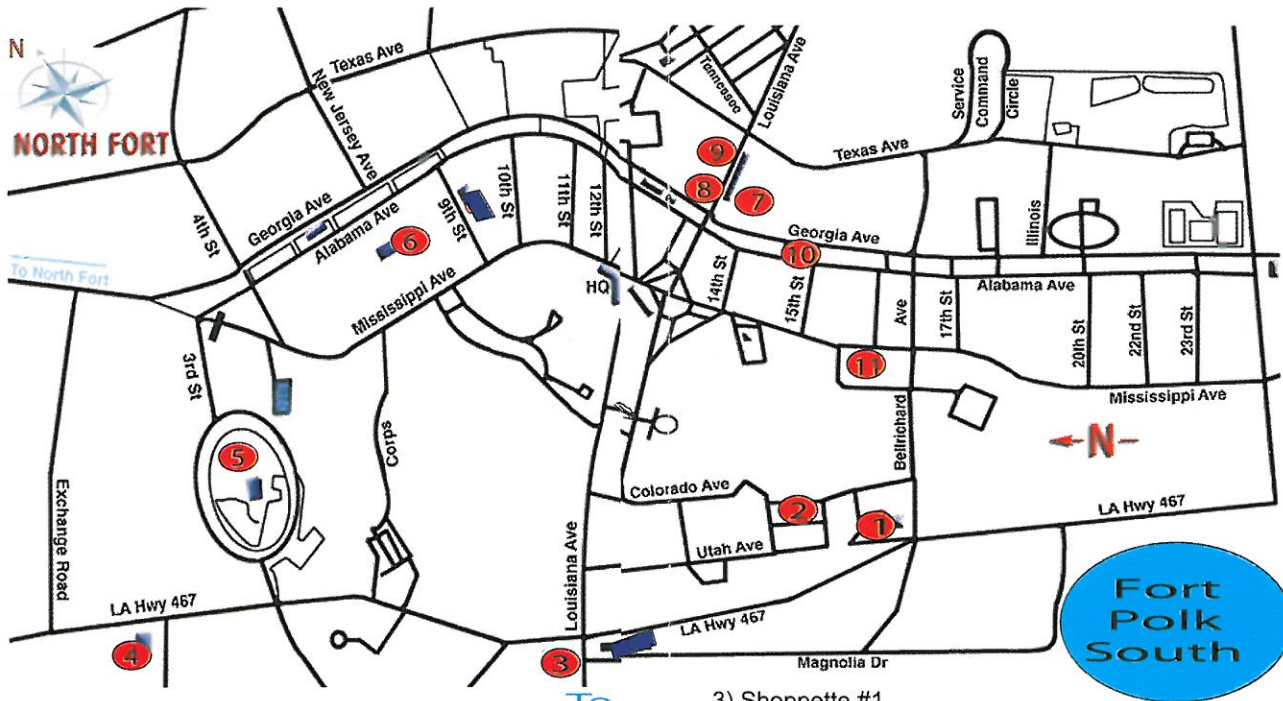 N
NORTH FORT
To North Fort
Texas Ave
New Jersey Ave
Tennessee
Louisiana Ave
Service
Command
Circle
Texas Ave
4th St
Georgia Ave
Alabama Ave
9th St
10th St
11th St
12th St
9
8
7
6
Georgia Ave
10
Illinois
Mississippi Ave
HQ
14th St
15th St
Alabama Ave
Ave
17th St
20th St
22nd St
23rd St
3rd St
11
Mississippi Ave
N
Bellrichard
5
Corps
Exchange Road
Colorado Ave
2
1
LA Hwy 467
Utah Ave
Louisiana Ave
LA Hwy 467
LA Hwy 467
4
3
Magnolia Dr
Fort
Polk
South
To
3) Shoppette #1